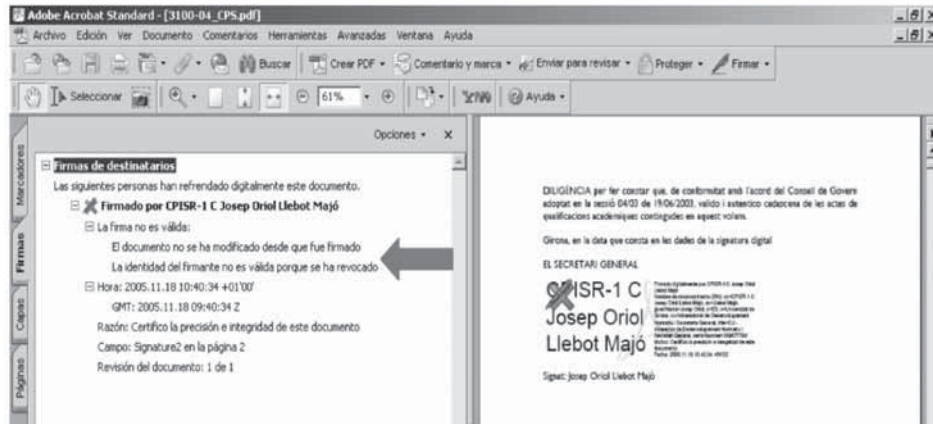 Adobe Acrobat Standard - [3100-04_CPS.pdf]
Archivo Edición Ver Documento Comentarios Herramientas Avanzadas Ventana Ayuda
Buscar Crear PDF Comentario y marca Enviar para revisar Proteger Firmar
Seleccionar 61% Ayuda
Opciones x
Marcadores
Firmas
Capas
Páginas
Firmas de destinatarios
Las siguientes personas han refrendado digitalmente este documento.
Firmado por CPISR-1 C Josep Oriol Llebot Majó
La firma no es válida:
El documento no se ha modificado desde que fue firmado
La identidad del firmante no es válida porque se ha revocado
Hora: 2005.11.18 10:40:34 +01'00'
GMT: 2005.11.18 09:40:34 Z
Razón: Certifico la precisión e integridad de este documento
Campo: Signature2 en la página 2
Revisión del documento: 1 de 1
DILIGÈNCIA per fer constar que, de conformitat amb l'acord del Consell de Govern
adoptat en la sessió 04/03 de 19/06/2003, valido i autentico cadascuna de les actes de
qualificacions acadèmiques contingudes en aquest volum.
Girona, en la data que consta en les dades de la signatura digital
EL SECRETARI GENERAL
CPISR-1 C
Josep Oriol
Llebot Majó
Signat: Josep Oriol Llebot Majó